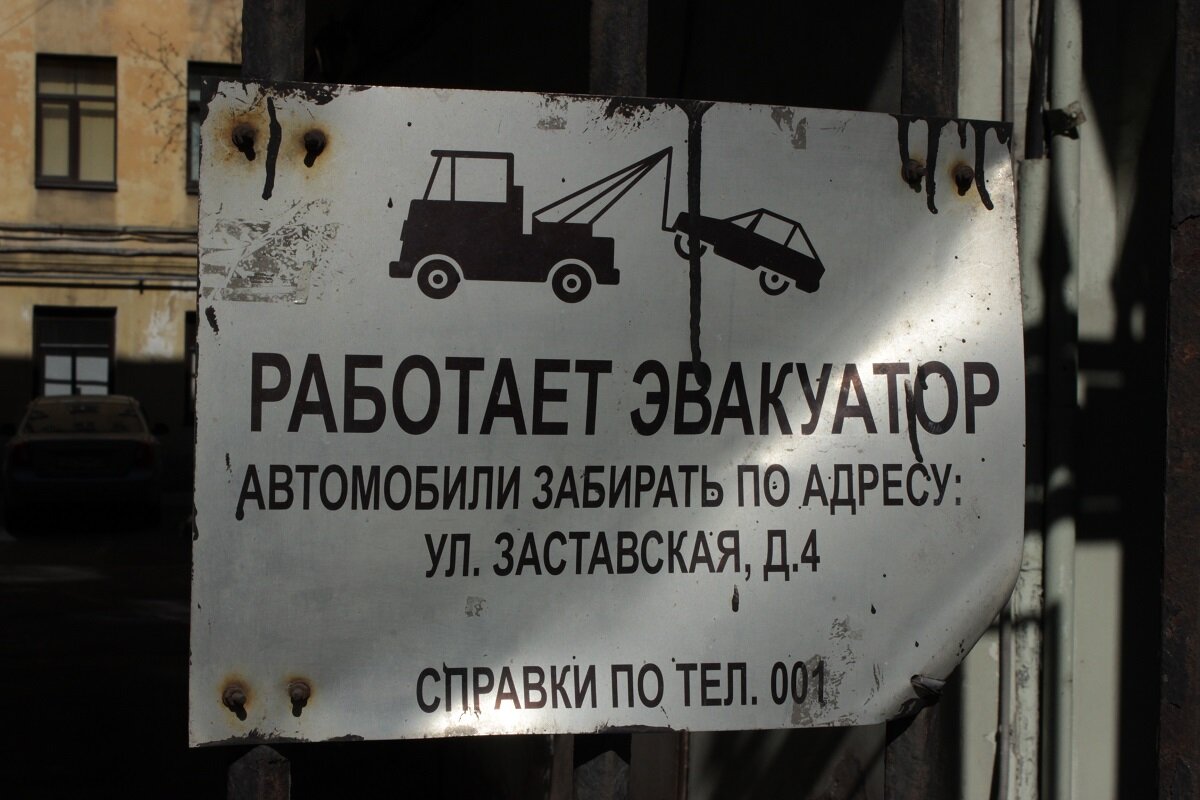 РАБОТАЕТ ЭВАКУАТОР
АВТОМОБИЛИ ЗАБИРАТЬ ПО АДРЕСУ:
УЛ. ЗАСТАВСКАЯ, Д.4
СПРАВКИ ПО ТЕЛ. 001